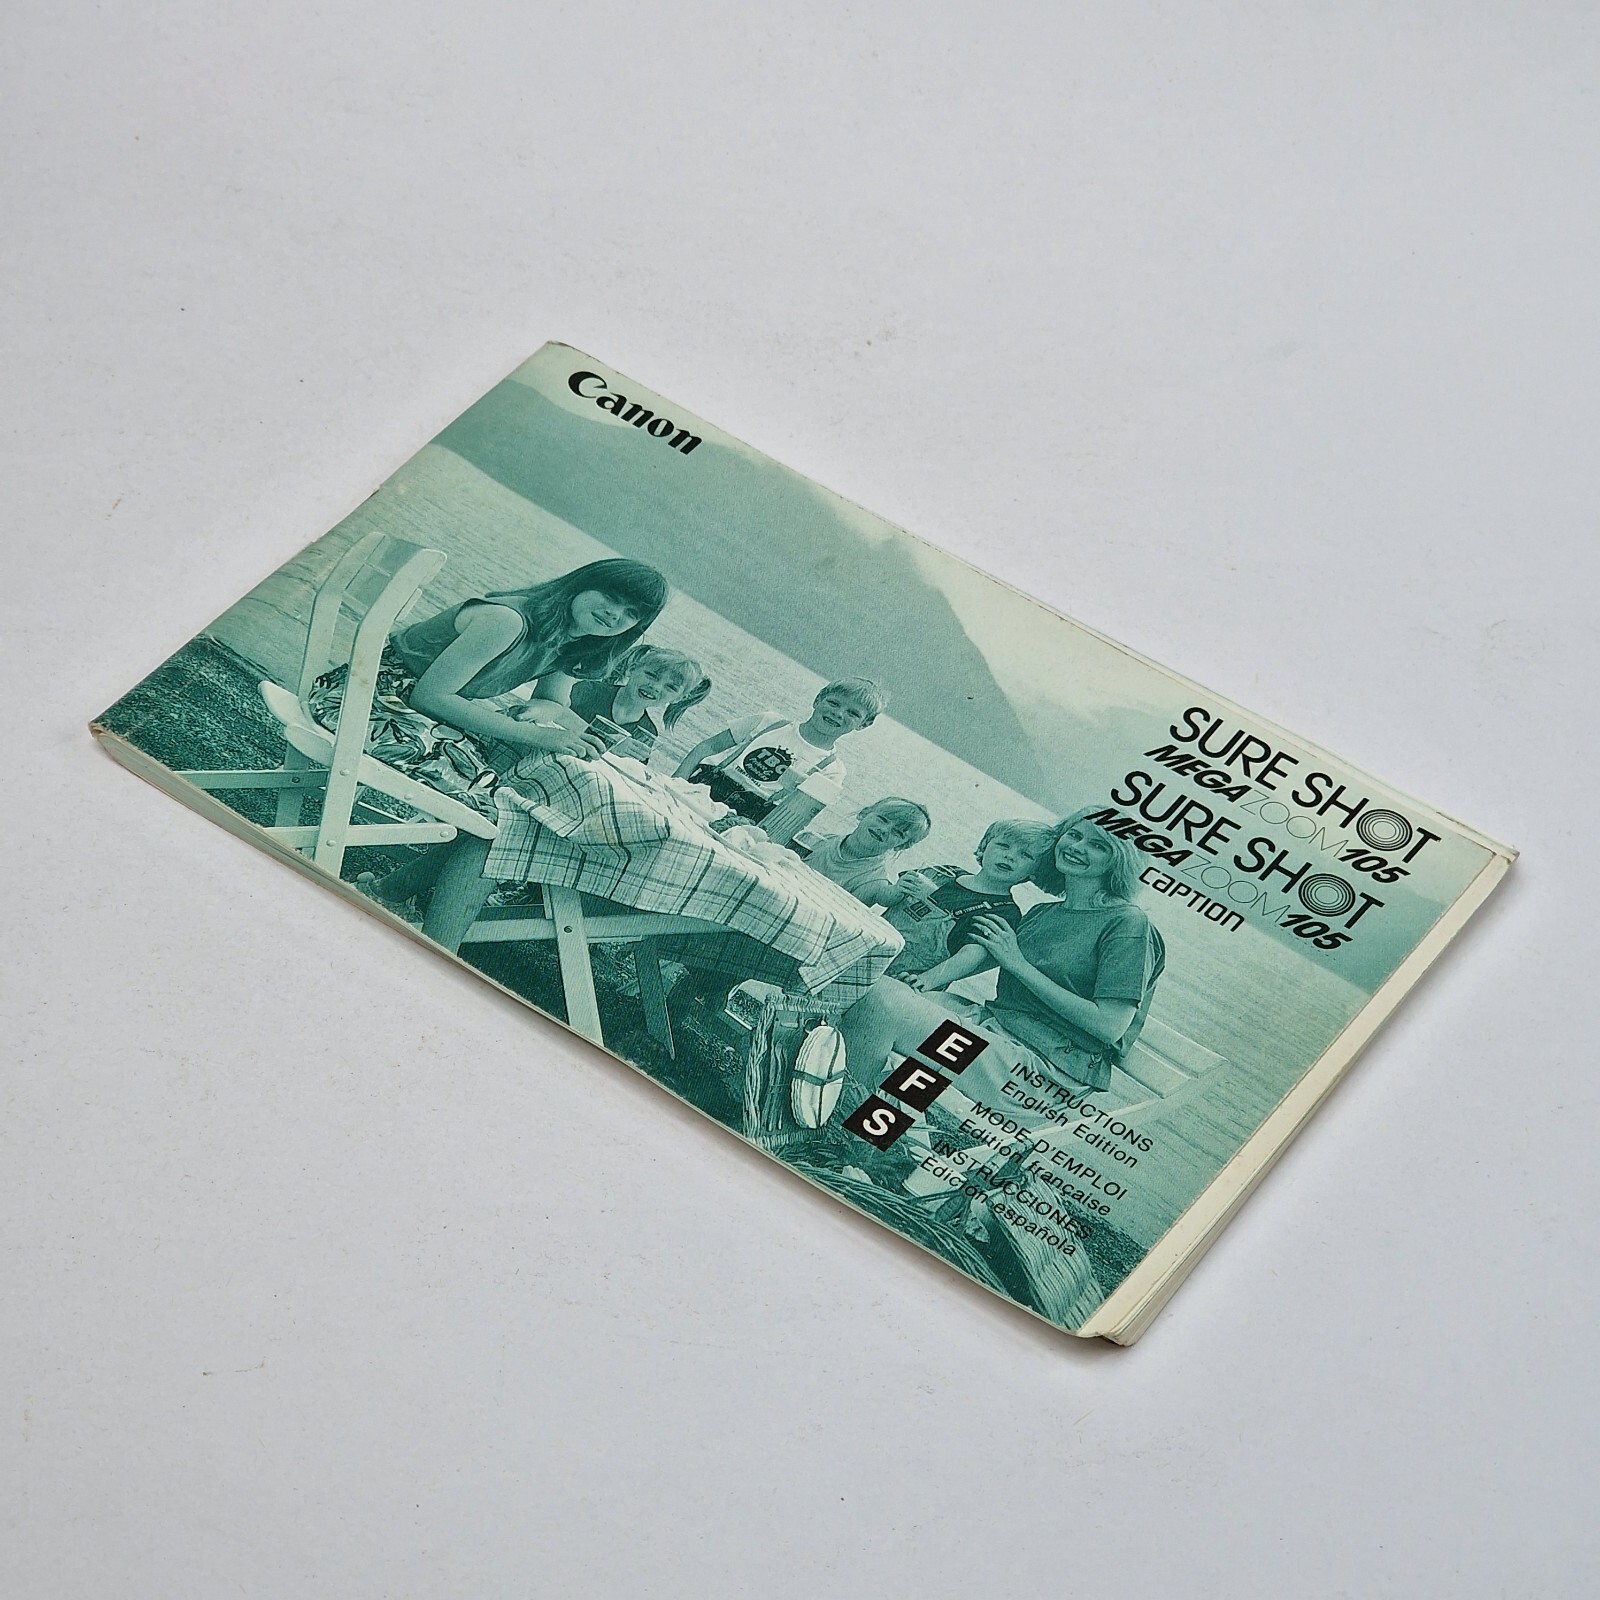 Canon
SURE SHOT
MEGA ZOOM 105
SURE SHOT
MEGA ZOOM 105
CAPTION
E
INSTRUCTIONS
English Edition
F
MODE D'EMPLOI
Edition française
S
INSTRUCCIONES
Edición española